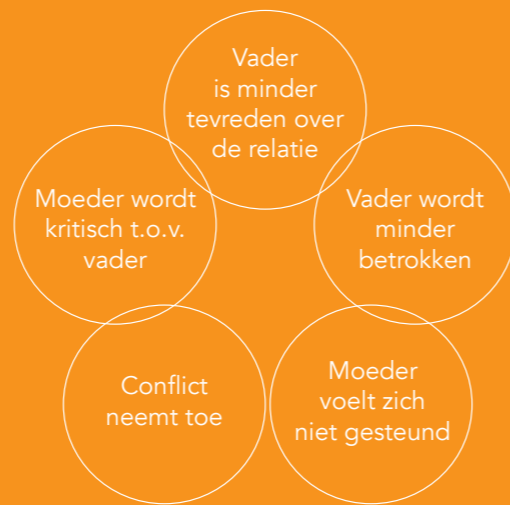 Vader
is minder
tevreden over
de relatie
Moeder wordt
kritisch t.o.v.
vader
Vader wordt
minder
betrokken
Conflict
neemt toe
Moeder
voelt zich
niet gesteund